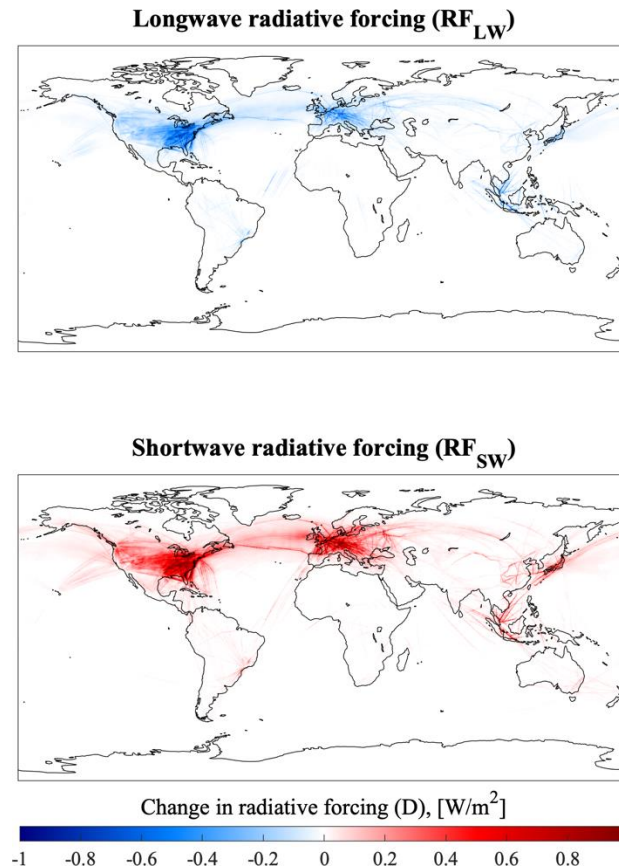 Longwave radiative forcing (RF_LW)
Shortwave radiative forcing (RF_SW)
Change in radiative forcing (D), [W/m²]
-1 -0.8 -0.6 -0.4 -0.2 0 0.2 0.4 0.6 0.8